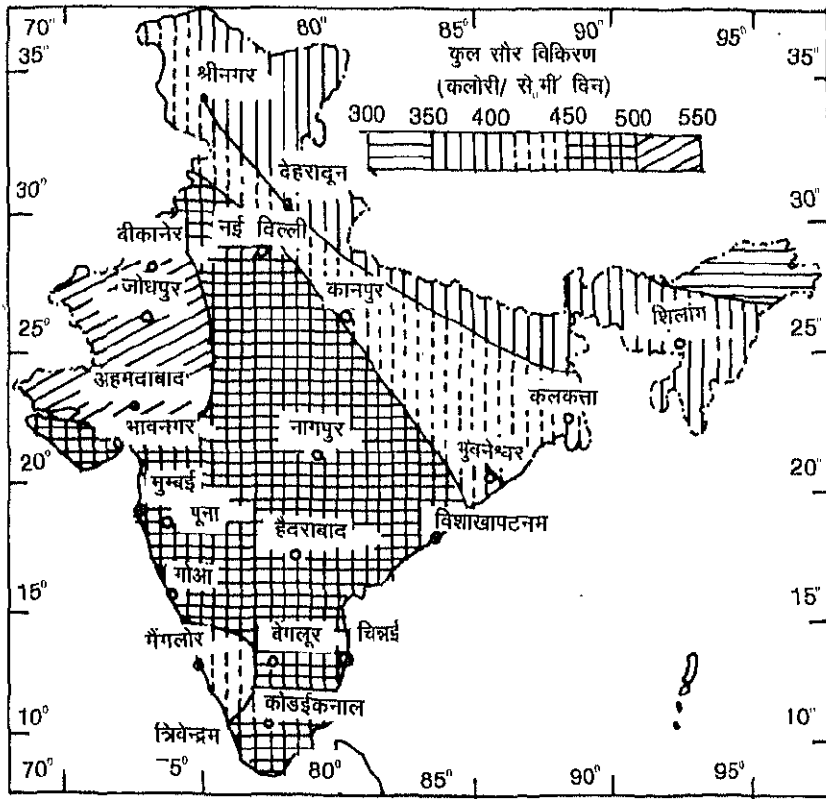 70° 80° 85° 90° 95°
35° 35°
कुल सौर विकिरण
(कलोरी/ से॰मी दिन)
300 350 400 450 500 550
श्रीनगर
देहरादून
30° 30°
बीकानेर नई दिल्ली
जोधपुर कानपुर
शिलांग
25° 25°
अहमदाबाद
कलकत्ता
भावनगर नागपुर
भुबनेश्वर
20° 20°
मुम्बई
पूना
विशाखापटनम
हैदराबाद
गोआ
15° 15°
मैंगलोर बेंगलूर चिन्नई
कोडईकनाल
10° 10°
त्रिवेन्द्रम
70° 75° 80° 85° 90° 95°